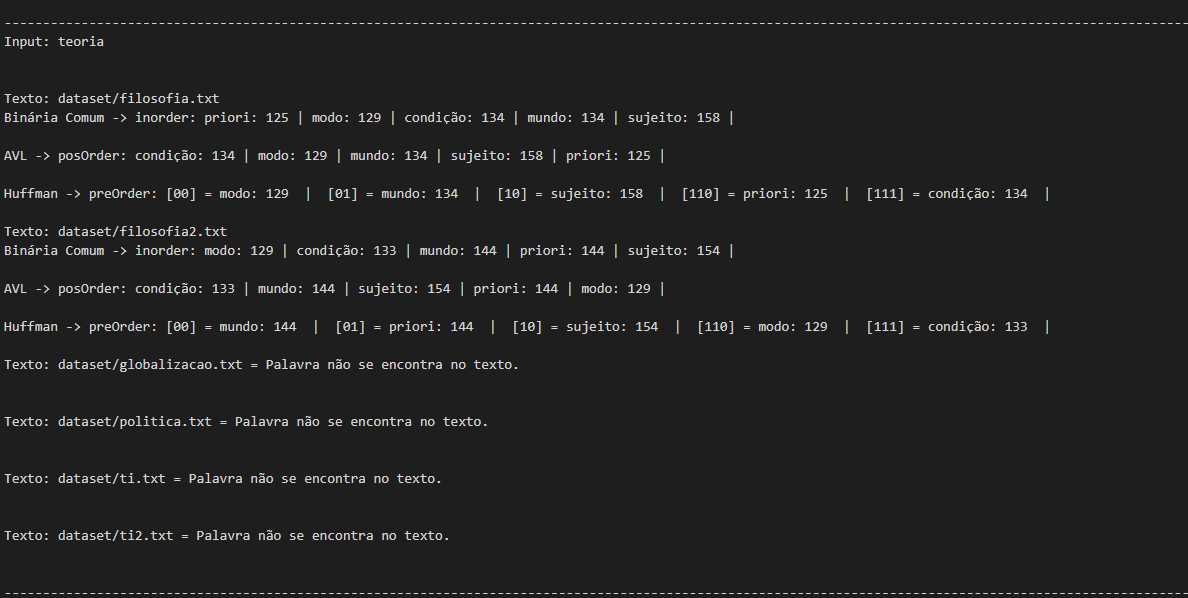 --------------------------------------------------------------------------------------------------------------------------------------------------------
Input: teoria
Texto: dataset/filosofia.txt
Binária Comum -> inorder: priori: 125 | modo: 129 | condição: 134 | mundo: 134 | sujeito: 158 |
AVL -> posOrder: condição: 134 | modo: 129 | mundo: 134 | sujeito: 158 | priori: 125 |
Huffman -> preOrder: [00] = modo: 129  |  [01] = mundo: 134  |  [10] = sujeito: 158  |  [110] = priori: 125  |  [111] = condição: 134  |
Texto: dataset/filosofia2.txt
Binária Comum -> inorder: modo: 129 | condição: 133 | mundo: 144 | priori: 144 | sujeito: 154 |
AVL -> posOrder: condição: 133 | mundo: 144 | sujeito: 154 | priori: 144 | modo: 129 |
Huffman -> preOrder: [00] = mundo: 144  |  [01] = priori: 144  |  [10] = sujeito: 154  |  [110] = modo: 129  |  [111] = condição: 133  |
Texto: dataset/globalizacao.txt = Palavra não se encontra no texto.
Texto: dataset/politica.txt = Palavra não se encontra no texto.
Texto: dataset/ti.txt = Palavra não se encontra no texto.
Texto: dataset/ti2.txt = Palavra não se encontra no texto.
--------------------------------------------------------------------------------------------------------------------------------------------------------